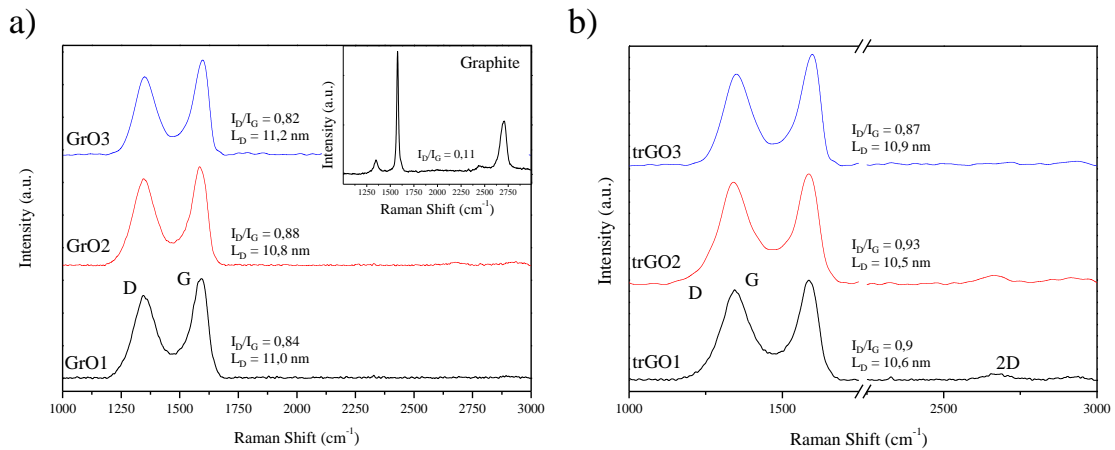 a)
Intensity (a.u.)
GrO3
I_D/I_G = 0,82
L_D = 11,2 nm
GrO2
I_D/I_G = 0,88
L_D = 10,8 nm
D
G
GrO1
I_D/I_G = 0,84
L_D = 11,0 nm
1000 1250 1500 1750 2000 2250 2500 2750 3000
Raman Shift (cm⁻¹)
Graphite
Intensity (a.u.)
I_D/I_G = 0,11
1250 1500 1750 2000 2250 2500 2750
Raman Shift (cm⁻¹)
b)
Intensity (a.u.)
trGO3
I_D/I_G = 0,87
L_D = 10,9 nm
trGO2
I_D/I_G = 0,93
L_D = 10,5 nm
D
G
trGO1
I_D/I_G = 0,9
L_D = 10,6 nm
2D
1000 1500 2500 3000
Raman Shift (cm⁻¹)